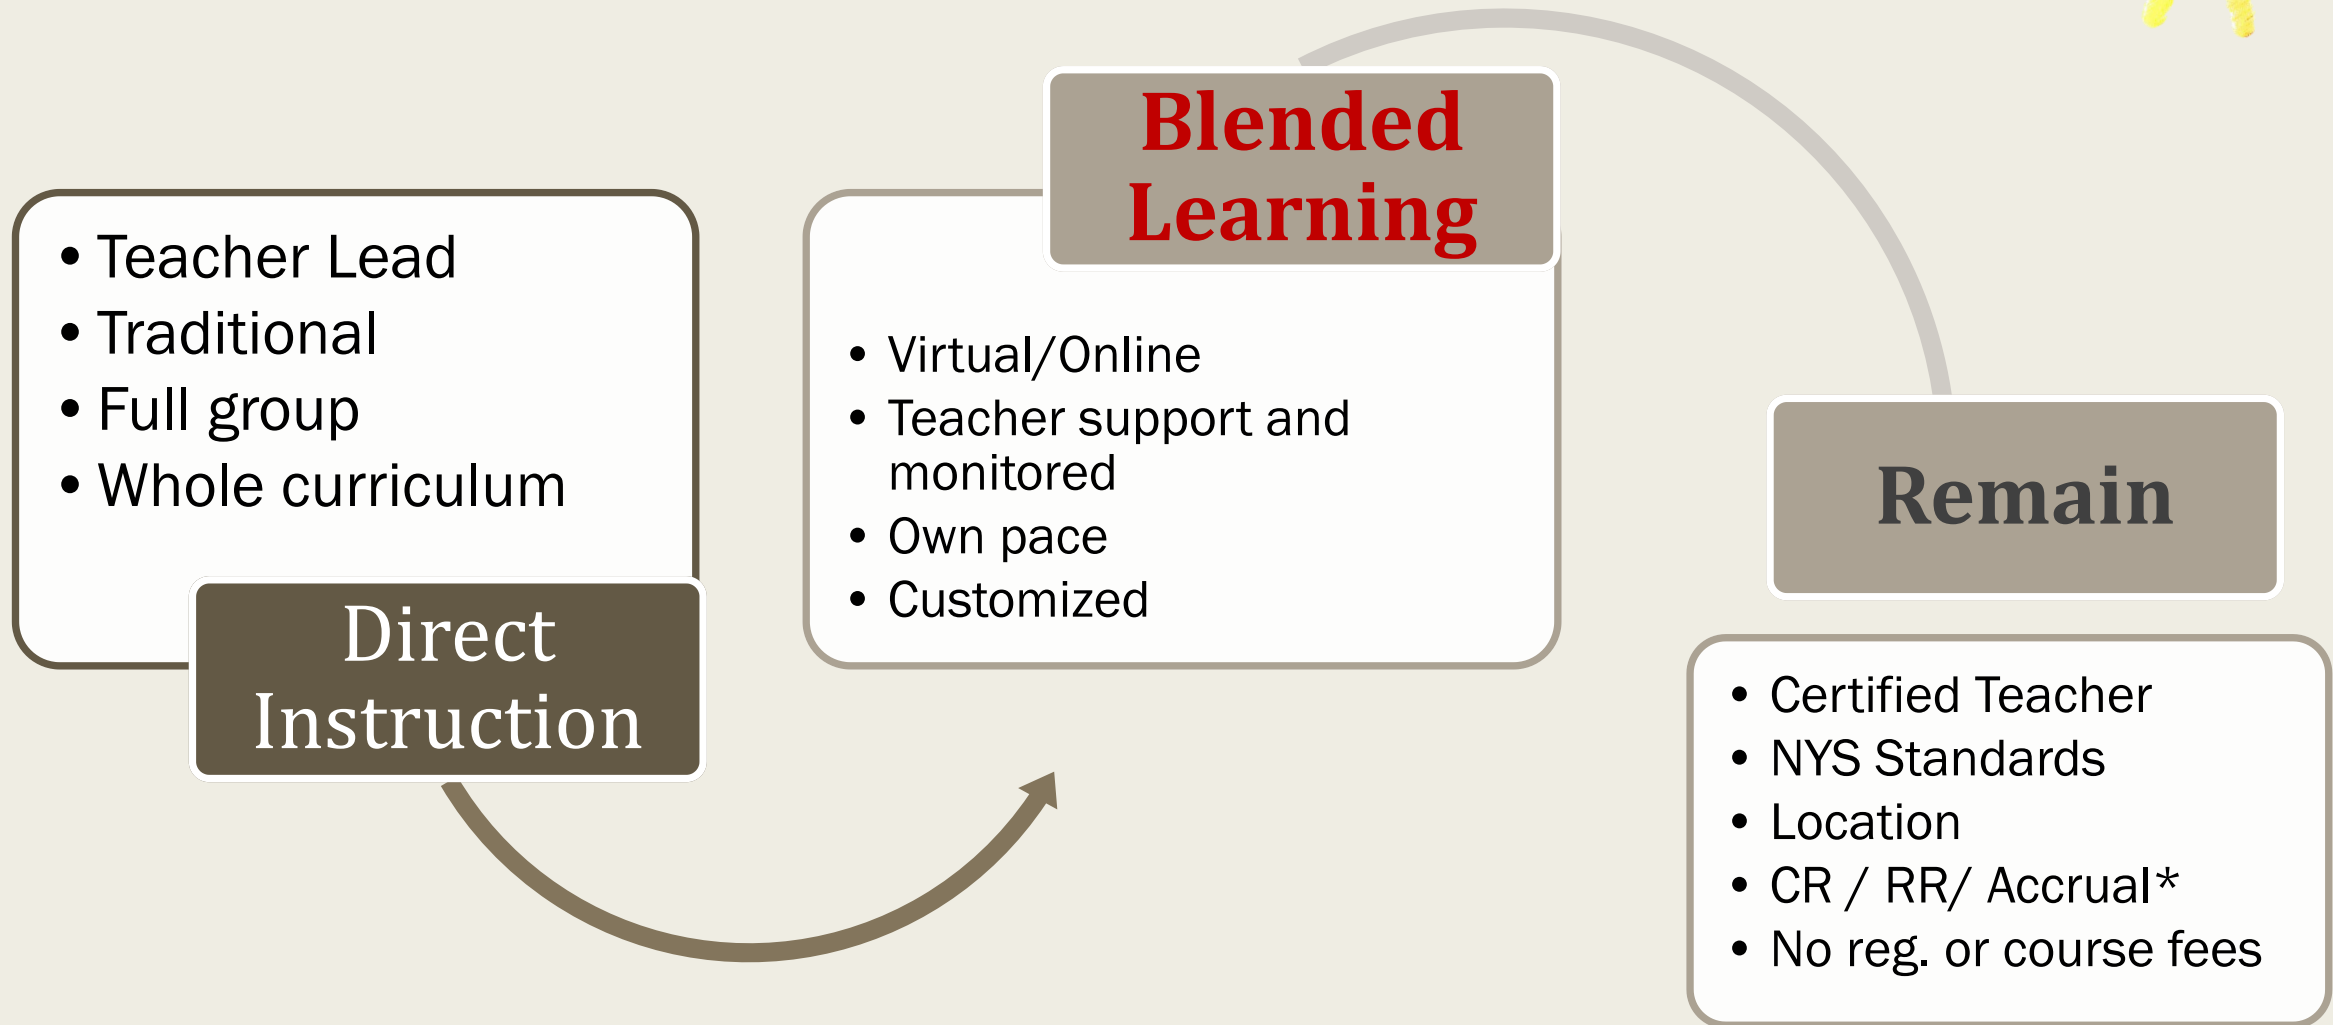 • Teacher Lead
• Traditional
• Full group
• Whole curriculum
Direct
Instruction
Blended
Learning
• Virtual/Online
• Teacher support and
monitored
• Own pace
• Customized
Remain
• Certified Teacher
• NYS Standards
• Location
• CR / RR/ Accrual*
• No reg. or course fees